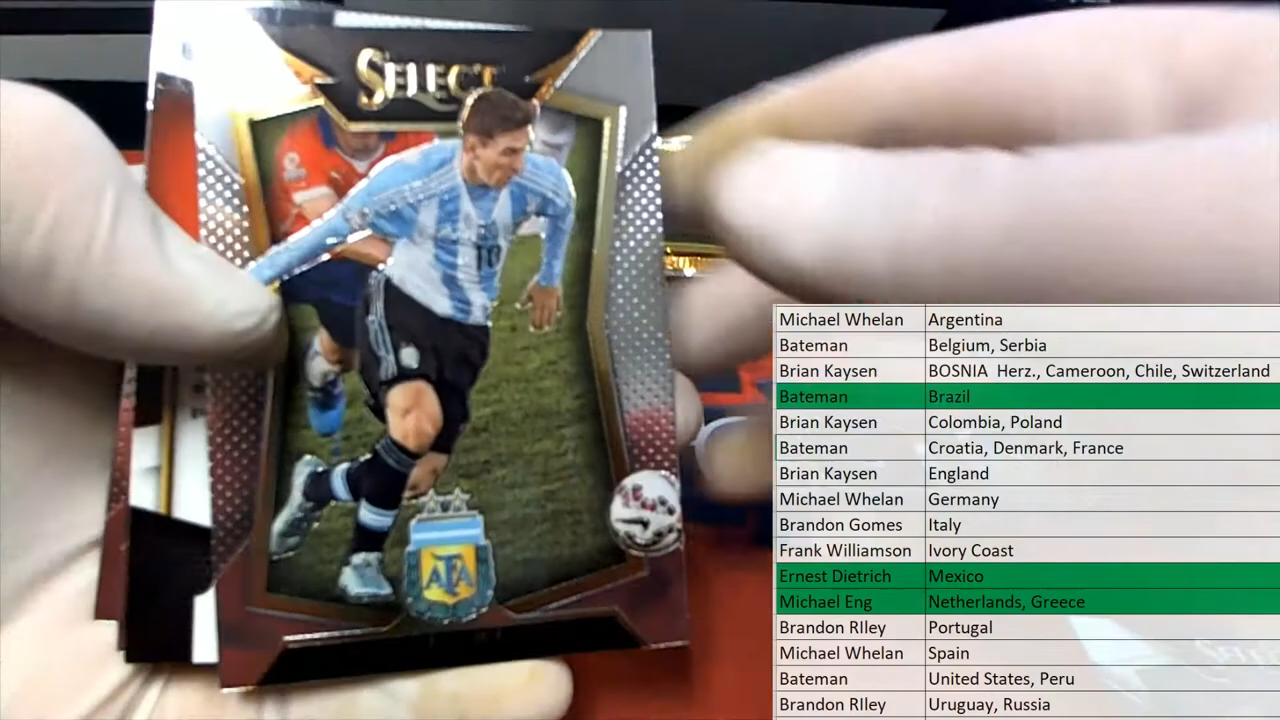 SELECT
10
AFA
Michael Whelan Argentina
Bateman Belgium, Serbia
Brian Kaysen BOSNIA Herz., Cameroon, Chile, Switzerland
Bateman Brazil
Brian Kaysen Colombia, Poland
Bateman Croatia, Denmark, France
Brian Kaysen England
Michael Whelan Germany
Brandon Gomes Italy
Frank Williamson Ivory Coast
Ernest Dietrich Mexico
Michael Eng Netherlands, Greece
Brandon RIley Portugal
Michael Whelan Spain
Bateman United States, Peru
Brandon RIley Uruguay, Russia
SELECT